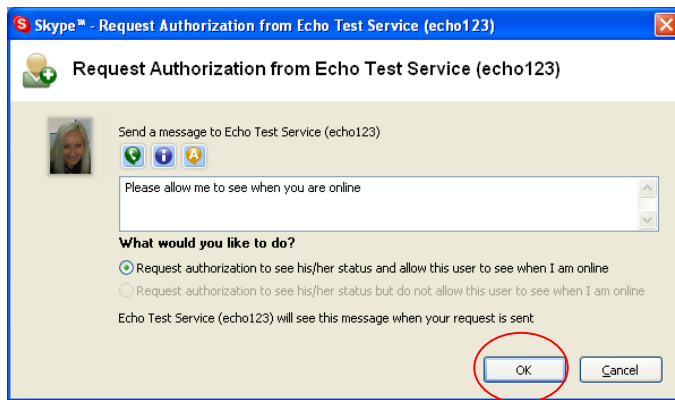 Skype™ - Request Authorization from Echo Test Service (echo123)
Request Authorization from Echo Test Service (echo123)
Send a message to Echo Test Service (echo123)
Please allow me to see when you are online
What would you like to do?
Request authorization to see his/her status and allow this user to see when I am online
Request authorization to see his/her status but do not allow this user to see when I am online
Echo Test Service (echo123) will see this message when your request is sent
OK Cancel